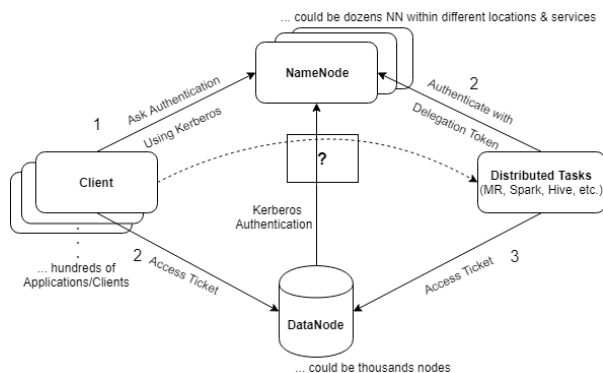 ... could be dozens NN within different locations & services
NameNode
1
Ask Authentication
Using Kerberos
2
Authenticate with
Delegation Token
?
Client
Distributed Tasks
(MR, Spark, Hive, etc.)
Kerberos
Authentication
... hundreds of
Applications/Clients
2
Access Ticket
Access Ticket
3
DataNode
... could be thousands nodes